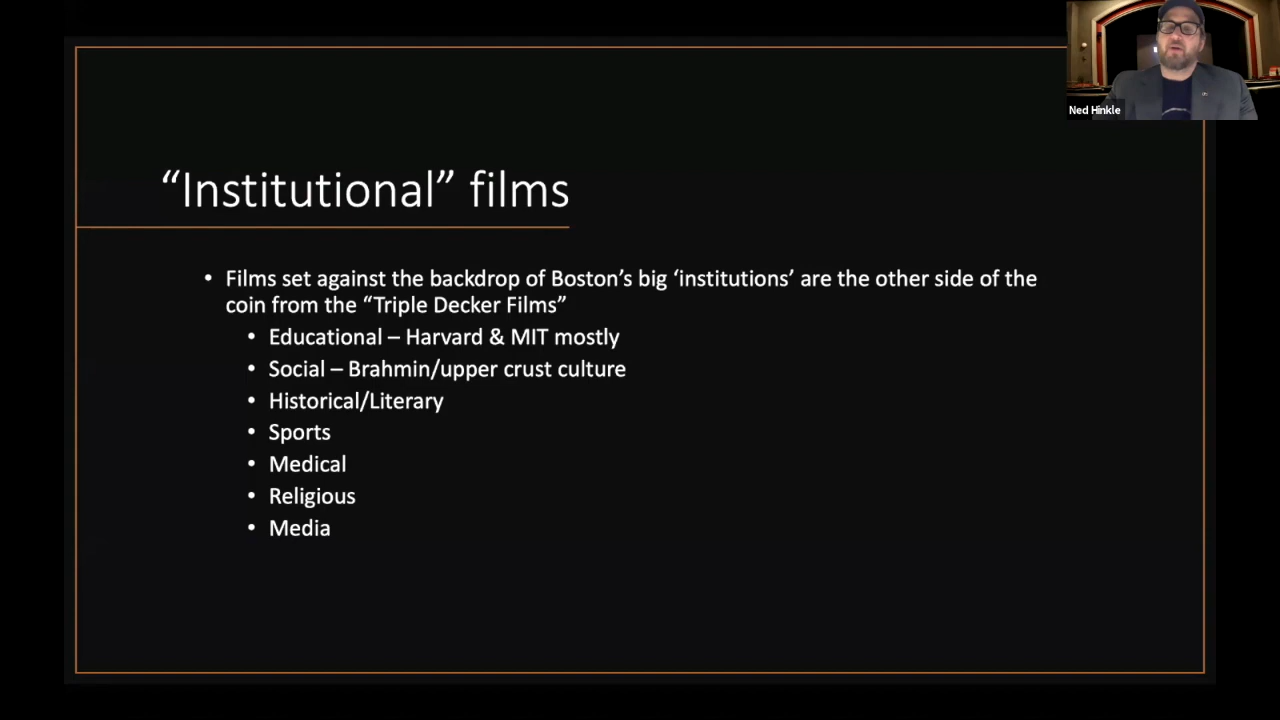 Ned Hinkle
“Institutional” films
• Films set against the backdrop of Boston’s big ‘institutions’ are the other side of the
coin from the “Triple Decker Films”
• Educational – Harvard & MIT mostly
• Social – Brahmin/upper crust culture
• Historical/Literary
• Sports
• Medical
• Religious
• Media